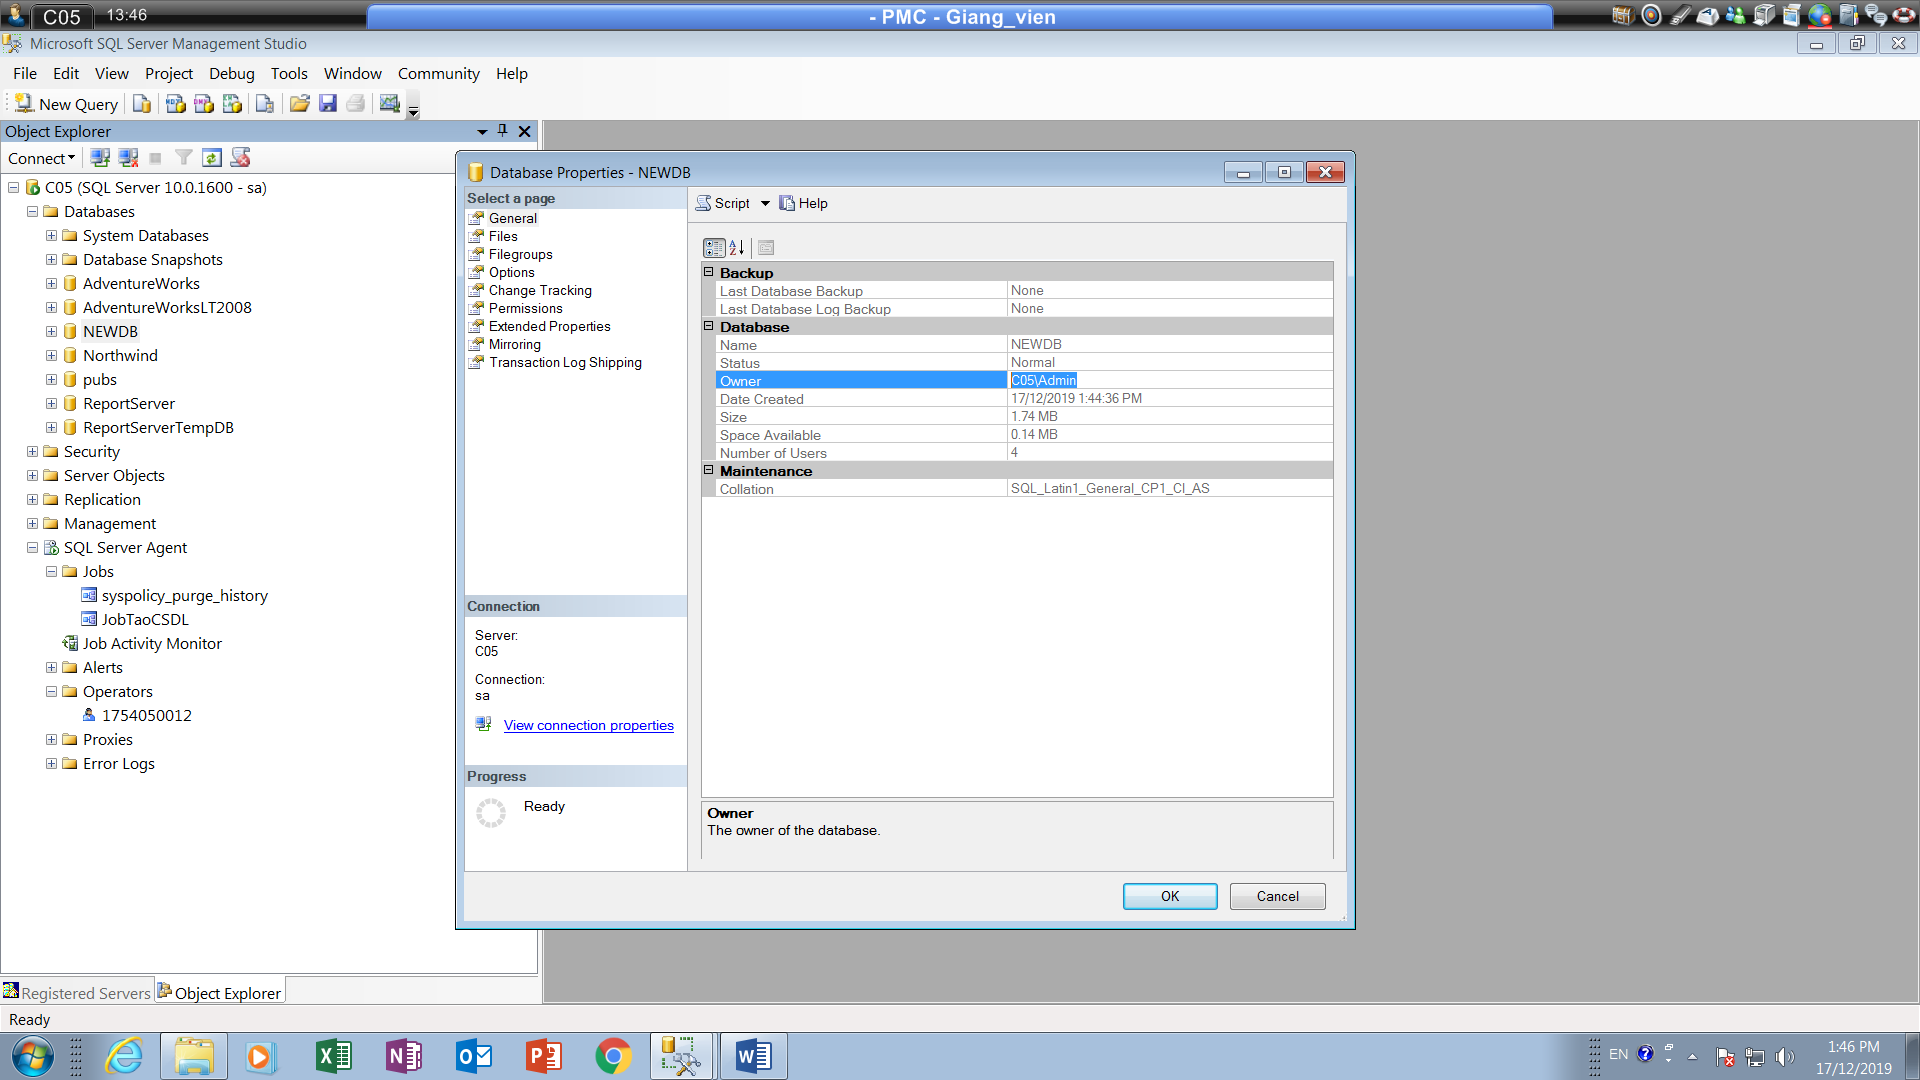 C05
13:46
- PMC - Giang_vien
Microsoft SQL Server Management Studio
File Edit View Project Debug Tools Window Community Help
New Query
Object Explorer
Connect
C05 (SQL Server 10.0.1600 - sa)
Databases
System Databases
Database Snapshots
AdventureWorks
AdventureWorksLT2008
NEWDB
Northwind
pubs
ReportServer
ReportServerTempDB
Security
Server Objects
Replication
Management
SQL Server Agent
Jobs
syspolicy_purge_history
JobTaoCSDL
Job Activity Monitor
Alerts
Operators
1754050012
Proxies
Error Logs
Registered Servers
Object Explorer
Ready
Database Properties - NEWDB
Select a page
General
Files
Filegroups
Options
Change Tracking
Permissions
Extended Properties
Mirroring
Transaction Log Shipping
Connection
Server:
C05
Connection:
sa
View connection properties
Progress
Ready
Script Help
Backup
Last Database Backup None
Last Database Log Backup None
Database
Name NEWDB
Status Normal
Owner C05\Admin
Date Created 17/12/2019 1:44:36 PM
Size 1.74 MB
Space Available 0.14 MB
Number of Users 4
Maintenance
Collation SQL_Latin1_General_CP1_CI_AS
Owner
The owner of the database.
OK
Cancel
EN
1:46 PM
17/12/2019